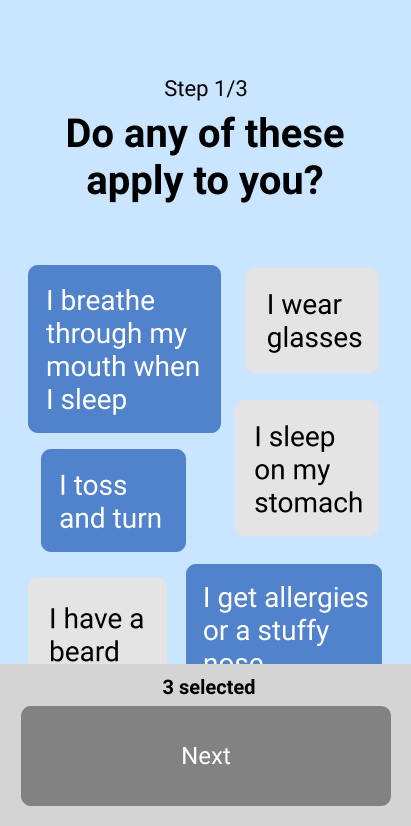 Step 1/3
Do any of these
apply to you?
I breathe
through my
mouth when
I sleep
I wear
glasses
I sleep
on my
stomach
I toss
and turn
I have a
beard
I get allergies
or a stuffy
nose
3 selected
Next